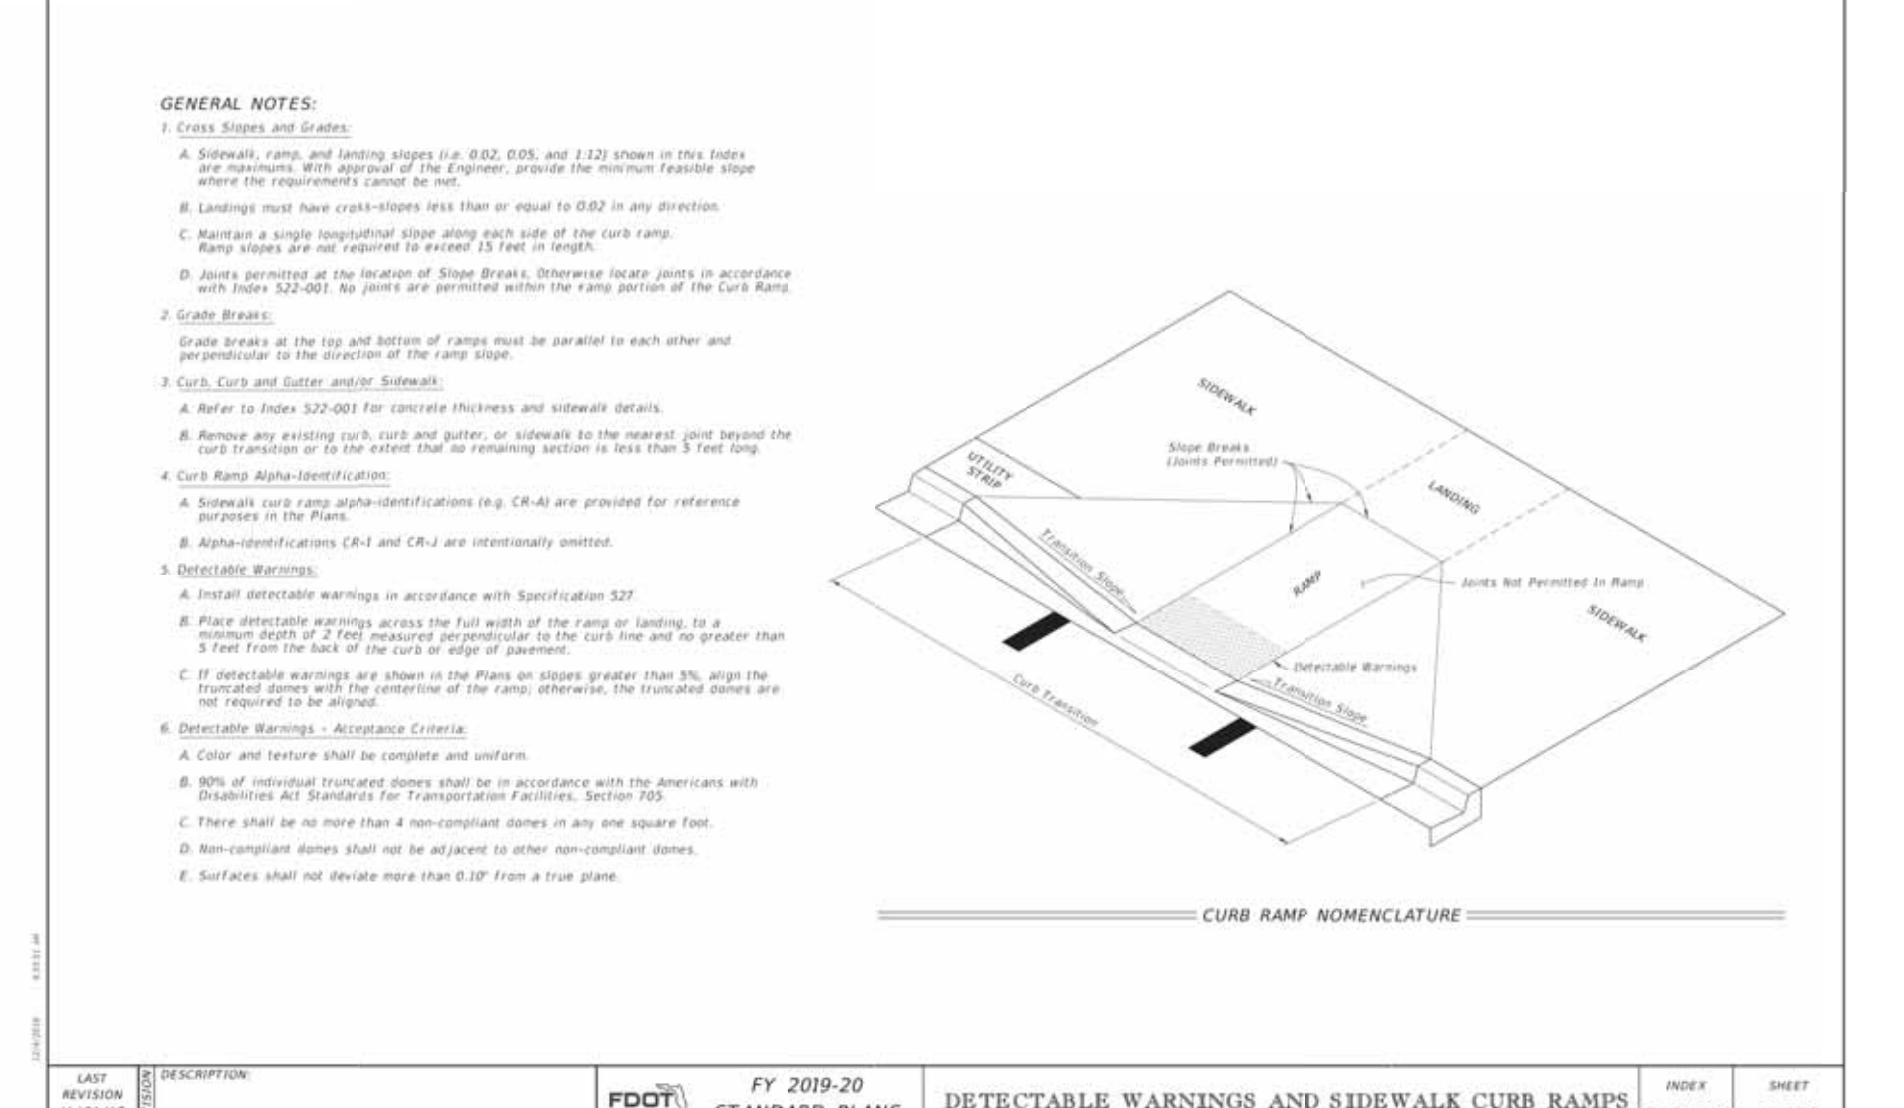 GENERAL NOTES:
1. Cross Slopes and Grades:
A. Sidewalk, ramp, and landing slopes (i.e. 0.02, 0.05, and 1:12) shown in this Index
are maximums. With approval of the Engineer, provide the minimum feasible slope
where the requirements cannot be met.
B. Landings must have cross-slopes less than or equal to 0.02 in any direction.
C. Maintain a single longitudinal slope along each side of the curb ramp.
Ramp slopes are not required to exceed 15 feet in length.
D. Joints permitted at the location of Slope Breaks. Otherwise locate joints in accordance
with Index 522-001. No joints are permitted within the ramp portion of the Curb Ramp.
2. Grade Breaks:
Grade breaks at the top and bottom of ramps must be parallel to each other and
perpendicular to the direction of the ramp slope.
3. Curb, Curb and Gutter and/or Sidewalk:
A. Refer to Index 522-001 for concrete thickness and sidewalk details.
B. Remove any existing curb, curb and gutter, or sidewalk to the nearest joint beyond the
curb transition or to the extent that no remaining section is less than 5 feet long.
4. Curb Ramp Alpha-Identification:
A. Sidewalk curb ramp alpha-identifications (e.g. CR-A) are provided for reference
purposes in the Plans.
B. Alpha-identifications CR-I and CR-J are intentionally omitted.
5. Detectable Warnings:
A. Install detectable warnings in accordance with Specification 527.
B. Place detectable warnings across the full width of the ramp or landing, to a
minimum depth of 2 feet measured perpendicular to the curb line and no greater than
5 feet from the back of the curb or edge of pavement.
C. If detectable warnings are shown in the Plans on slopes greater than 5%, align the
truncated domes with the centerline of the ramp; otherwise, the truncated domes are
not required to be aligned.
6. Detectable Warnings - Acceptance Criteria:
A. Color and texture shall be complete and uniform.
B. 90% of individual truncated domes shall be in accordance with the Americans with
Disabilities Act Standards for Transportation Facilities, Section 705.
C. There shall be no more than 4 non-compliant domes in any one square foot.
D. Non-compliant domes shall not be adjacent to other non-compliant domes.
E. Surfaces shall not deviate more than 0.10" from a true plane.
SIDEWALK
Slope Breaks
(Joints Permitted)
UTILITY
STRIP
LANDING
Transition Slope
RAMP
Joints Not Permitted In Ramp
SIDEWALK
Detectable Warnings
Transition Slope
Curb Transition
CURB RAMP NOMENCLATURE
LAST
REVISION
DESCRIPTION:
FDOT
FY 2019-20
STANDARD PLANS
DETECTABLE WARNINGS AND SIDEWALK CURB RAMPS
INDEX
SHEET